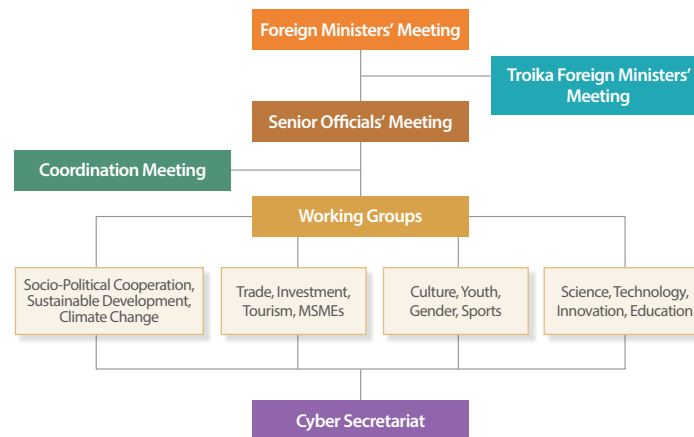 Foreign Ministers’ Meeting
Troika Foreign Ministers’
Meeting
Senior Officials’ Meeting
Coordination Meeting
Working Groups
Socio-Political Cooperation,
Sustainable Development,
Climate Change
Trade, Investment,
Tourism, MSMEs
Culture, Youth,
Gender, Sports
Science, Technology,
Innovation, Education
Cyber Secretariat